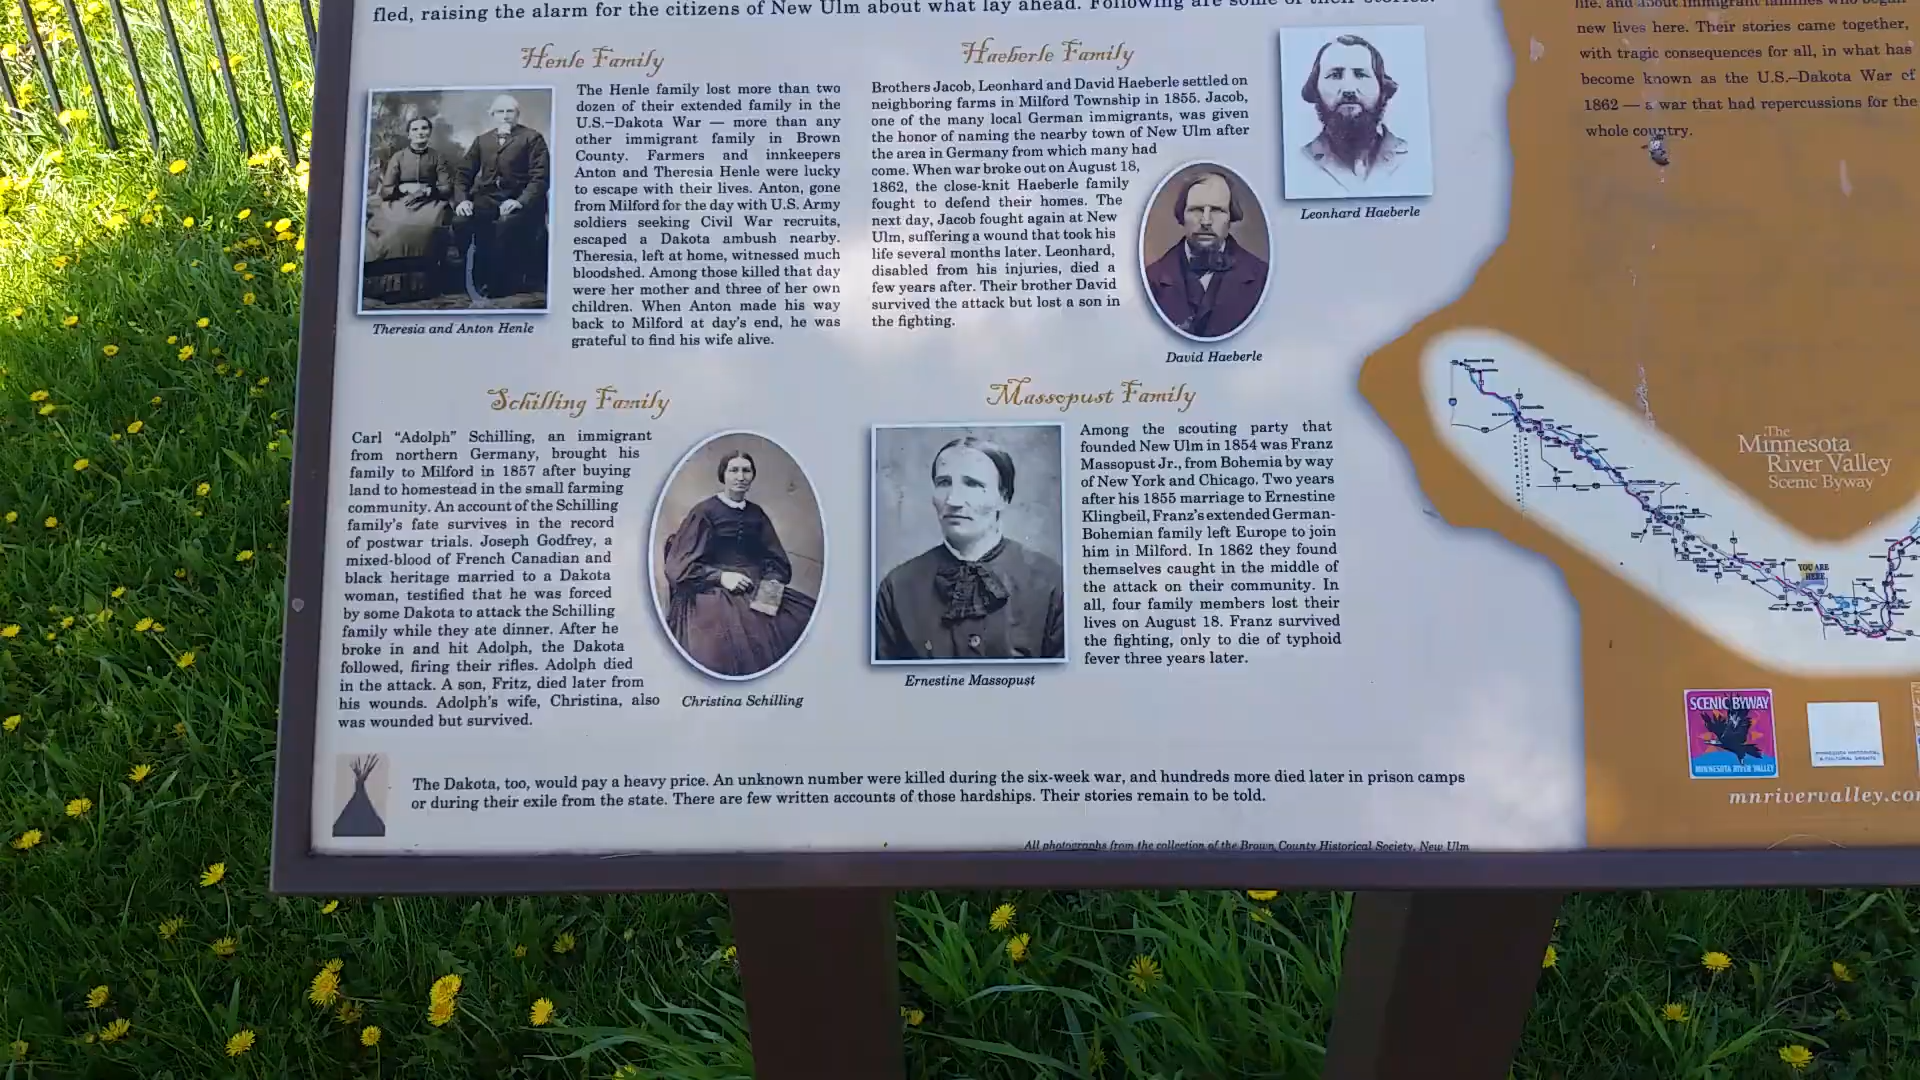 fled, raising the alarm for the citizens of New Ulm about what lay ahead. Following are some of their stories.
Henle Family
The Henle family lost more than two
dozen of their extended family in the
U.S.–Dakota War — more than any
other immigrant family in Brown
County. Farmers and innkeepers
Anton and Theresia Henle were lucky
to escape with their lives. Anton, gone
from Milford for the day with U.S. Army
soldiers seeking Civil War recruits,
escaped a Dakota ambush nearby.
Theresia, left at home, witnessed much
bloodshed. Among those killed that day
were her mother and three of her own
children. When Anton made his way
back to Milford at day's end, he was
grateful to find his wife alive.
Theresia and Anton Henle
Haeberle Family
Brothers Jacob, Leonhard and David Haeberle settled on
neighboring farms in Milford Township in 1855. Jacob,
one of the many local German immigrants, was given
the honor of naming the nearby town of New Ulm after
the area in Germany from which many had
come. When war broke out on August 18,
1862, the close-knit Haeberle family
fought to defend their homes. The
next day, Jacob fought again at New
Ulm, suffering a wound that took his
life several months later. Leonhard,
disabled from his injuries, died a
few years after. Their brother David
survived the attack but lost a son in
the fighting.
Leonhard Haeberle
David Haeberle
Schilling Family
Carl “Adolph” Schilling, an immigrant
from northern Germany, brought his
family to Milford in 1857 after buying
land to homestead in the small farming
community. An account of the Schilling
family's fate survives in the record
of postwar trials. Joseph Godfrey, a
mixed-blood of French Canadian and
black heritage married to a Dakota
woman, testified that he was forced
by some Dakota to attack the Schilling
family while they ate dinner. After he
broke in and hit Adolph, the Dakota
followed, firing their rifles. Adolph died
in the attack. A son, Fritz, died later from
his wounds. Adolph's wife, Christina, also
was wounded but survived.
Christina Schilling
Massopust Family
Among the scouting party that
founded New Ulm in 1854 was Franz
Massopust Jr., from Bohemia by way
of New York and Chicago. Two years
after his 1855 marriage to Ernestine
Klingbeil, Franz's extended German-
Bohemian family left Europe to join
him in Milford. In 1862 they found
themselves caught in the middle of
the attack on their community. In
all, four family members lost their
lives on August 18. Franz survived
the fighting, only to die of typhoid
fever three years later.
Ernestine Massopust
The Dakota, too, would pay a heavy price. An unknown number were killed during the six-week war, and hundreds more died later in prison camps
or during their exile from the state. There are few written accounts of those hardships. Their stories remain to be told.
All photographs from the collection of the Brown County Historical Society, New Ulm
life, and about immigrant families who began
new lives here. Their stories came together,
with tragic consequences for all, in what has
become known as the U.S.–Dakota War of
1862 — a war that had repercussions for the
whole country.
The
Minnesota
River Valley
Scenic Byway
YOU ARE
HERE
SCENIC BYWAY
MINNESOTA RIVER VALLEY
MINNESOTA HISTORICAL
& CULTURAL GRANTS
mnrivervalley.co